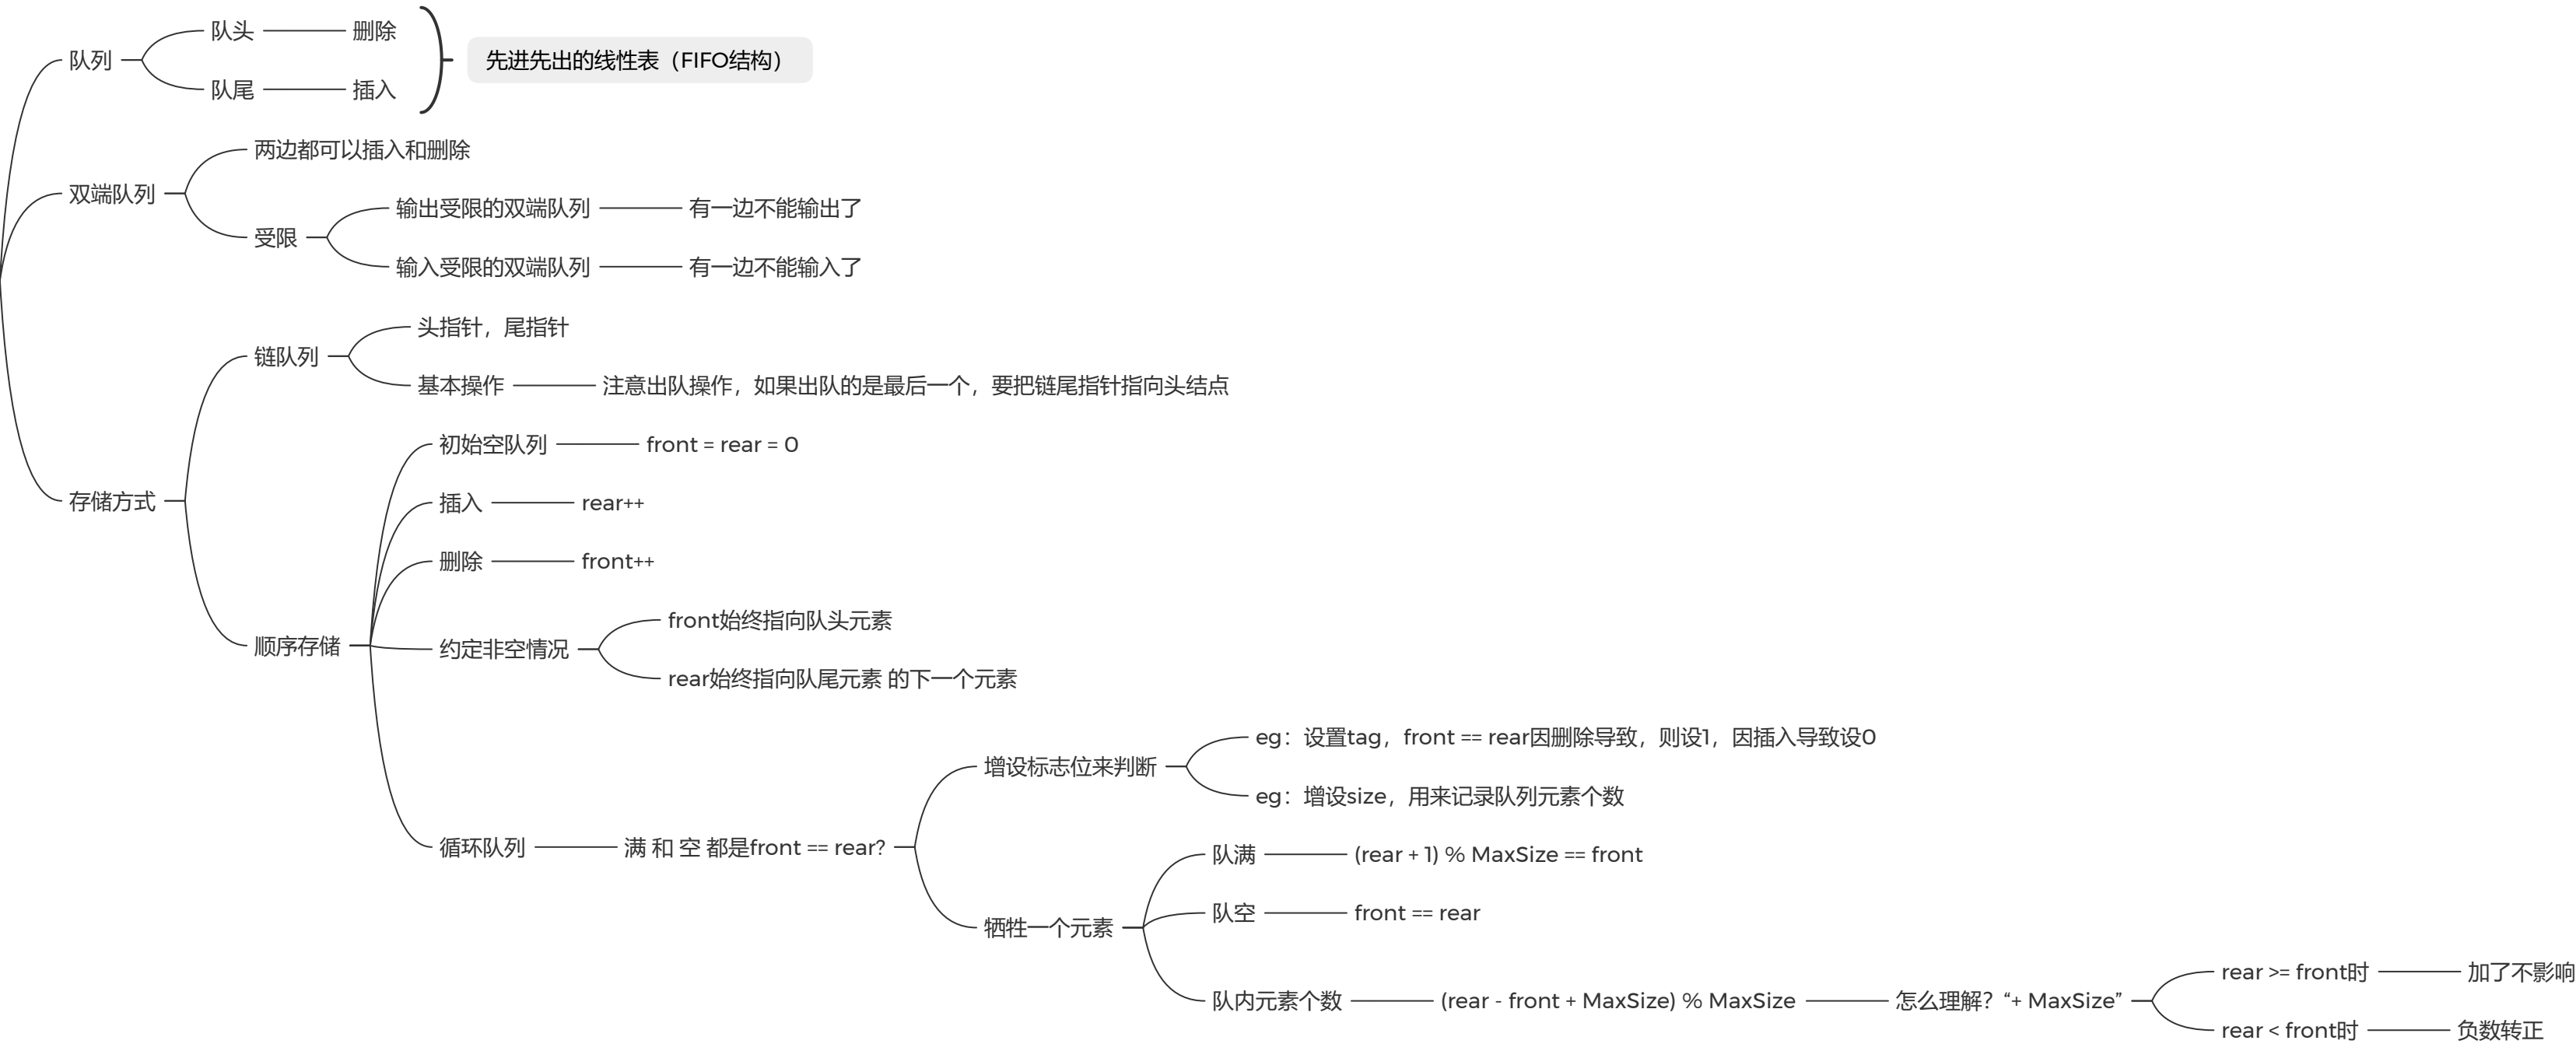 队列
队头
删除
队尾
插入
先进先出的线性表（FIFO结构）
双端队列
两边都可以插入和删除
受限
输出受限的双端队列
有一边不能输出了
输入受限的双端队列
有一边不能输入了
存储方式
链队列
头指针，尾指针
基本操作
注意出队操作，如果出队的是最后一个，要把链尾指针指向头结点
顺序存储
初始空队列
front = rear = 0
插入
rear++
删除
front++
约定非空情况
front始终指向队头元素
rear始终指向队尾元素 的下一个元素
循环队列
满 和 空 都是front == rear?
增设标志位来判断
eg：设置tag，front == rear因删除导致，则设1，因插入导致设0
eg：增设size，用来记录队列元素个数
牺牲一个元素
队满
(rear + 1) % MaxSize == front
队空
front == rear
队内元素个数
(rear - front + MaxSize) % MaxSize
怎么理解？“+ MaxSize”
rear >= front时
加了不影响
rear < front时
负数转正